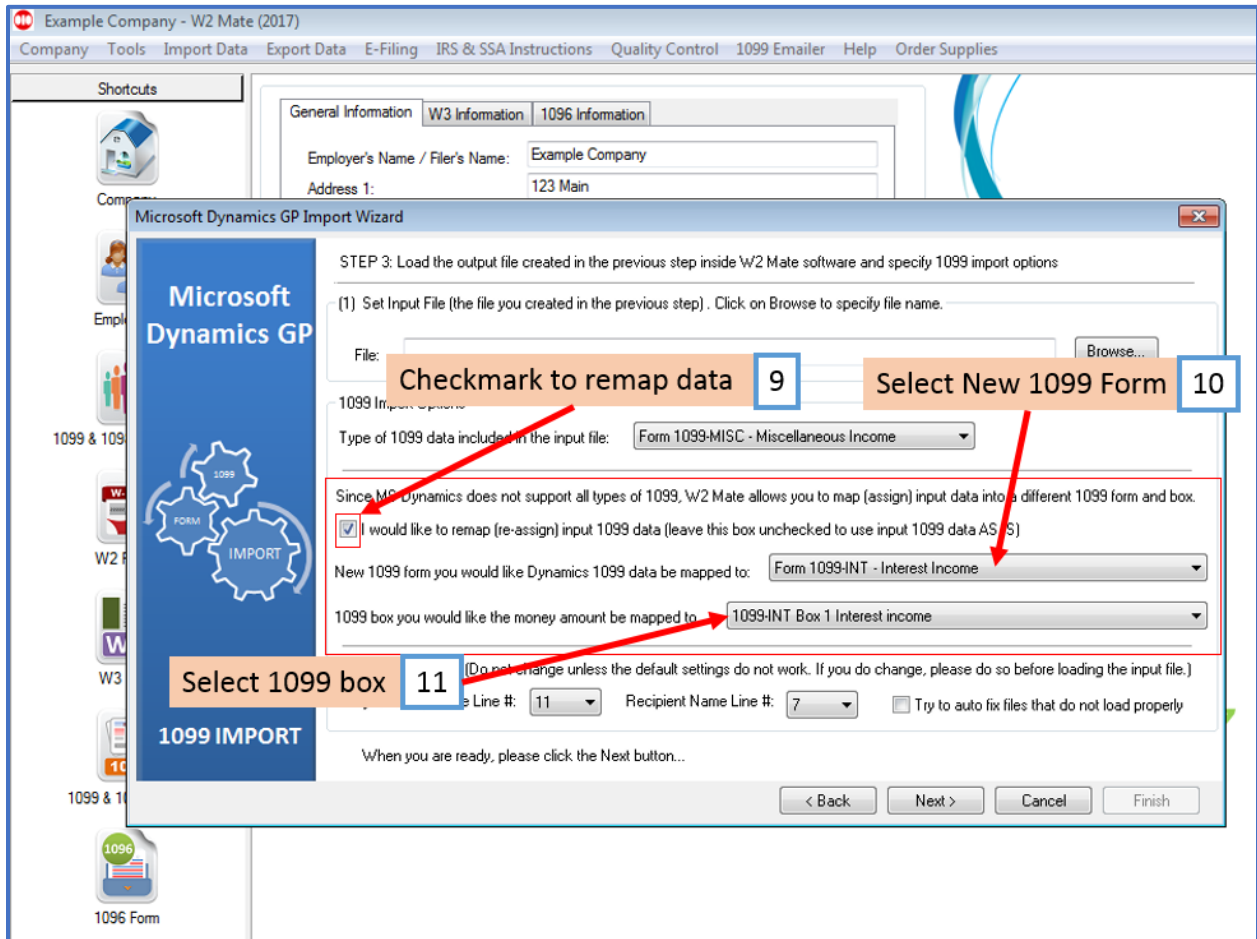 Example Company - W2 Mate (2017)
Company Tools Import Data Export Data E-Filing IRS & SSA Instructions Quality Control 1099 Emailer Help Order Supplies
Shortcuts
General Information W3 Information 1096 Information
Employer's Name / Filer's Name: Example Company
Address 1: 123 Main
Microsoft Dynamics GP Import Wizard
STEP 3: Load the output file created in the previous step inside W2 Mate software and specify 1099 import options
Microsoft
Dynamics GP
(1) Set Input File (the file you created in the previous step) . Click on Browse to specify file name.
File: Browse...
Checkmark to remap data 9
Select New 1099 Form 10
1099 Import Options
Type of 1099 data included in the input file: Form 1099-MISC - Miscellaneous Income
Since MS Dynamics does not support all types of 1099, W2 Mate allows you to map (assign) input data into a different 1099 form and box.
I would like to remap (re-assign) input 1099 data (leave this box unchecked to use input 1099 data AS IS)
New 1099 form you would like Dynamics 1099 data be mapped to: Form 1099-INT - Interest Income
1099 box you would like the money amount be mapped to 1099-INT Box 1 Interest income
1099
FORM
IMPORT
Select 1099 box 11
(Do not change unless the default settings do not work. If you do change, please do so before loading the input file.)
Line #: 11 Recipient Name Line #: 7 Try to auto fix files that do not load properly
1099 IMPORT
When you are ready, please click the Next button...
< Back Next > Cancel Finish
1099 &
W2
W3
1099 &
1096
1096 Form